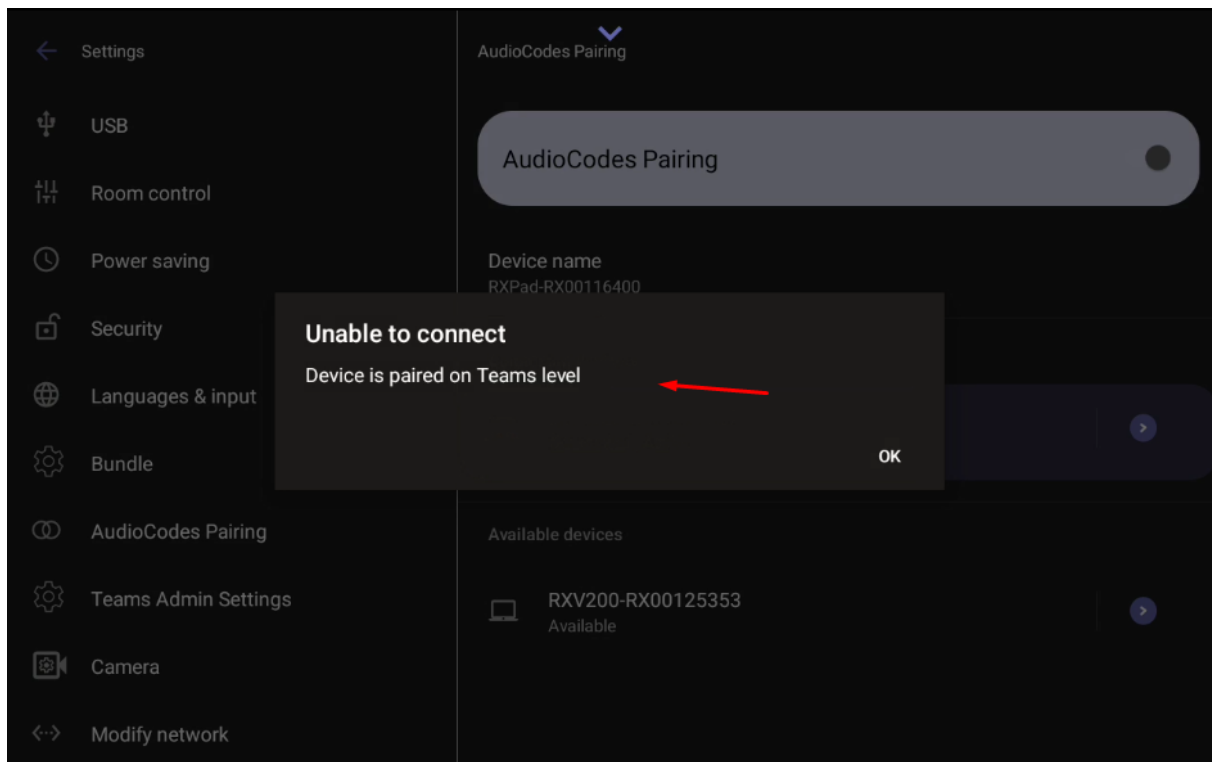 Settings
USB
Room control
Power saving
Security
Languages & input
Bundle
AudioCodes Pairing
Teams Admin Settings
Camera
Modify network
AudioCodes Pairing
AudioCodes Pairing
Device name
RXPad-RX00116400
Unable to connect
Device is paired on Teams level
OK
Available devices
RXV200-RX00125353
Available